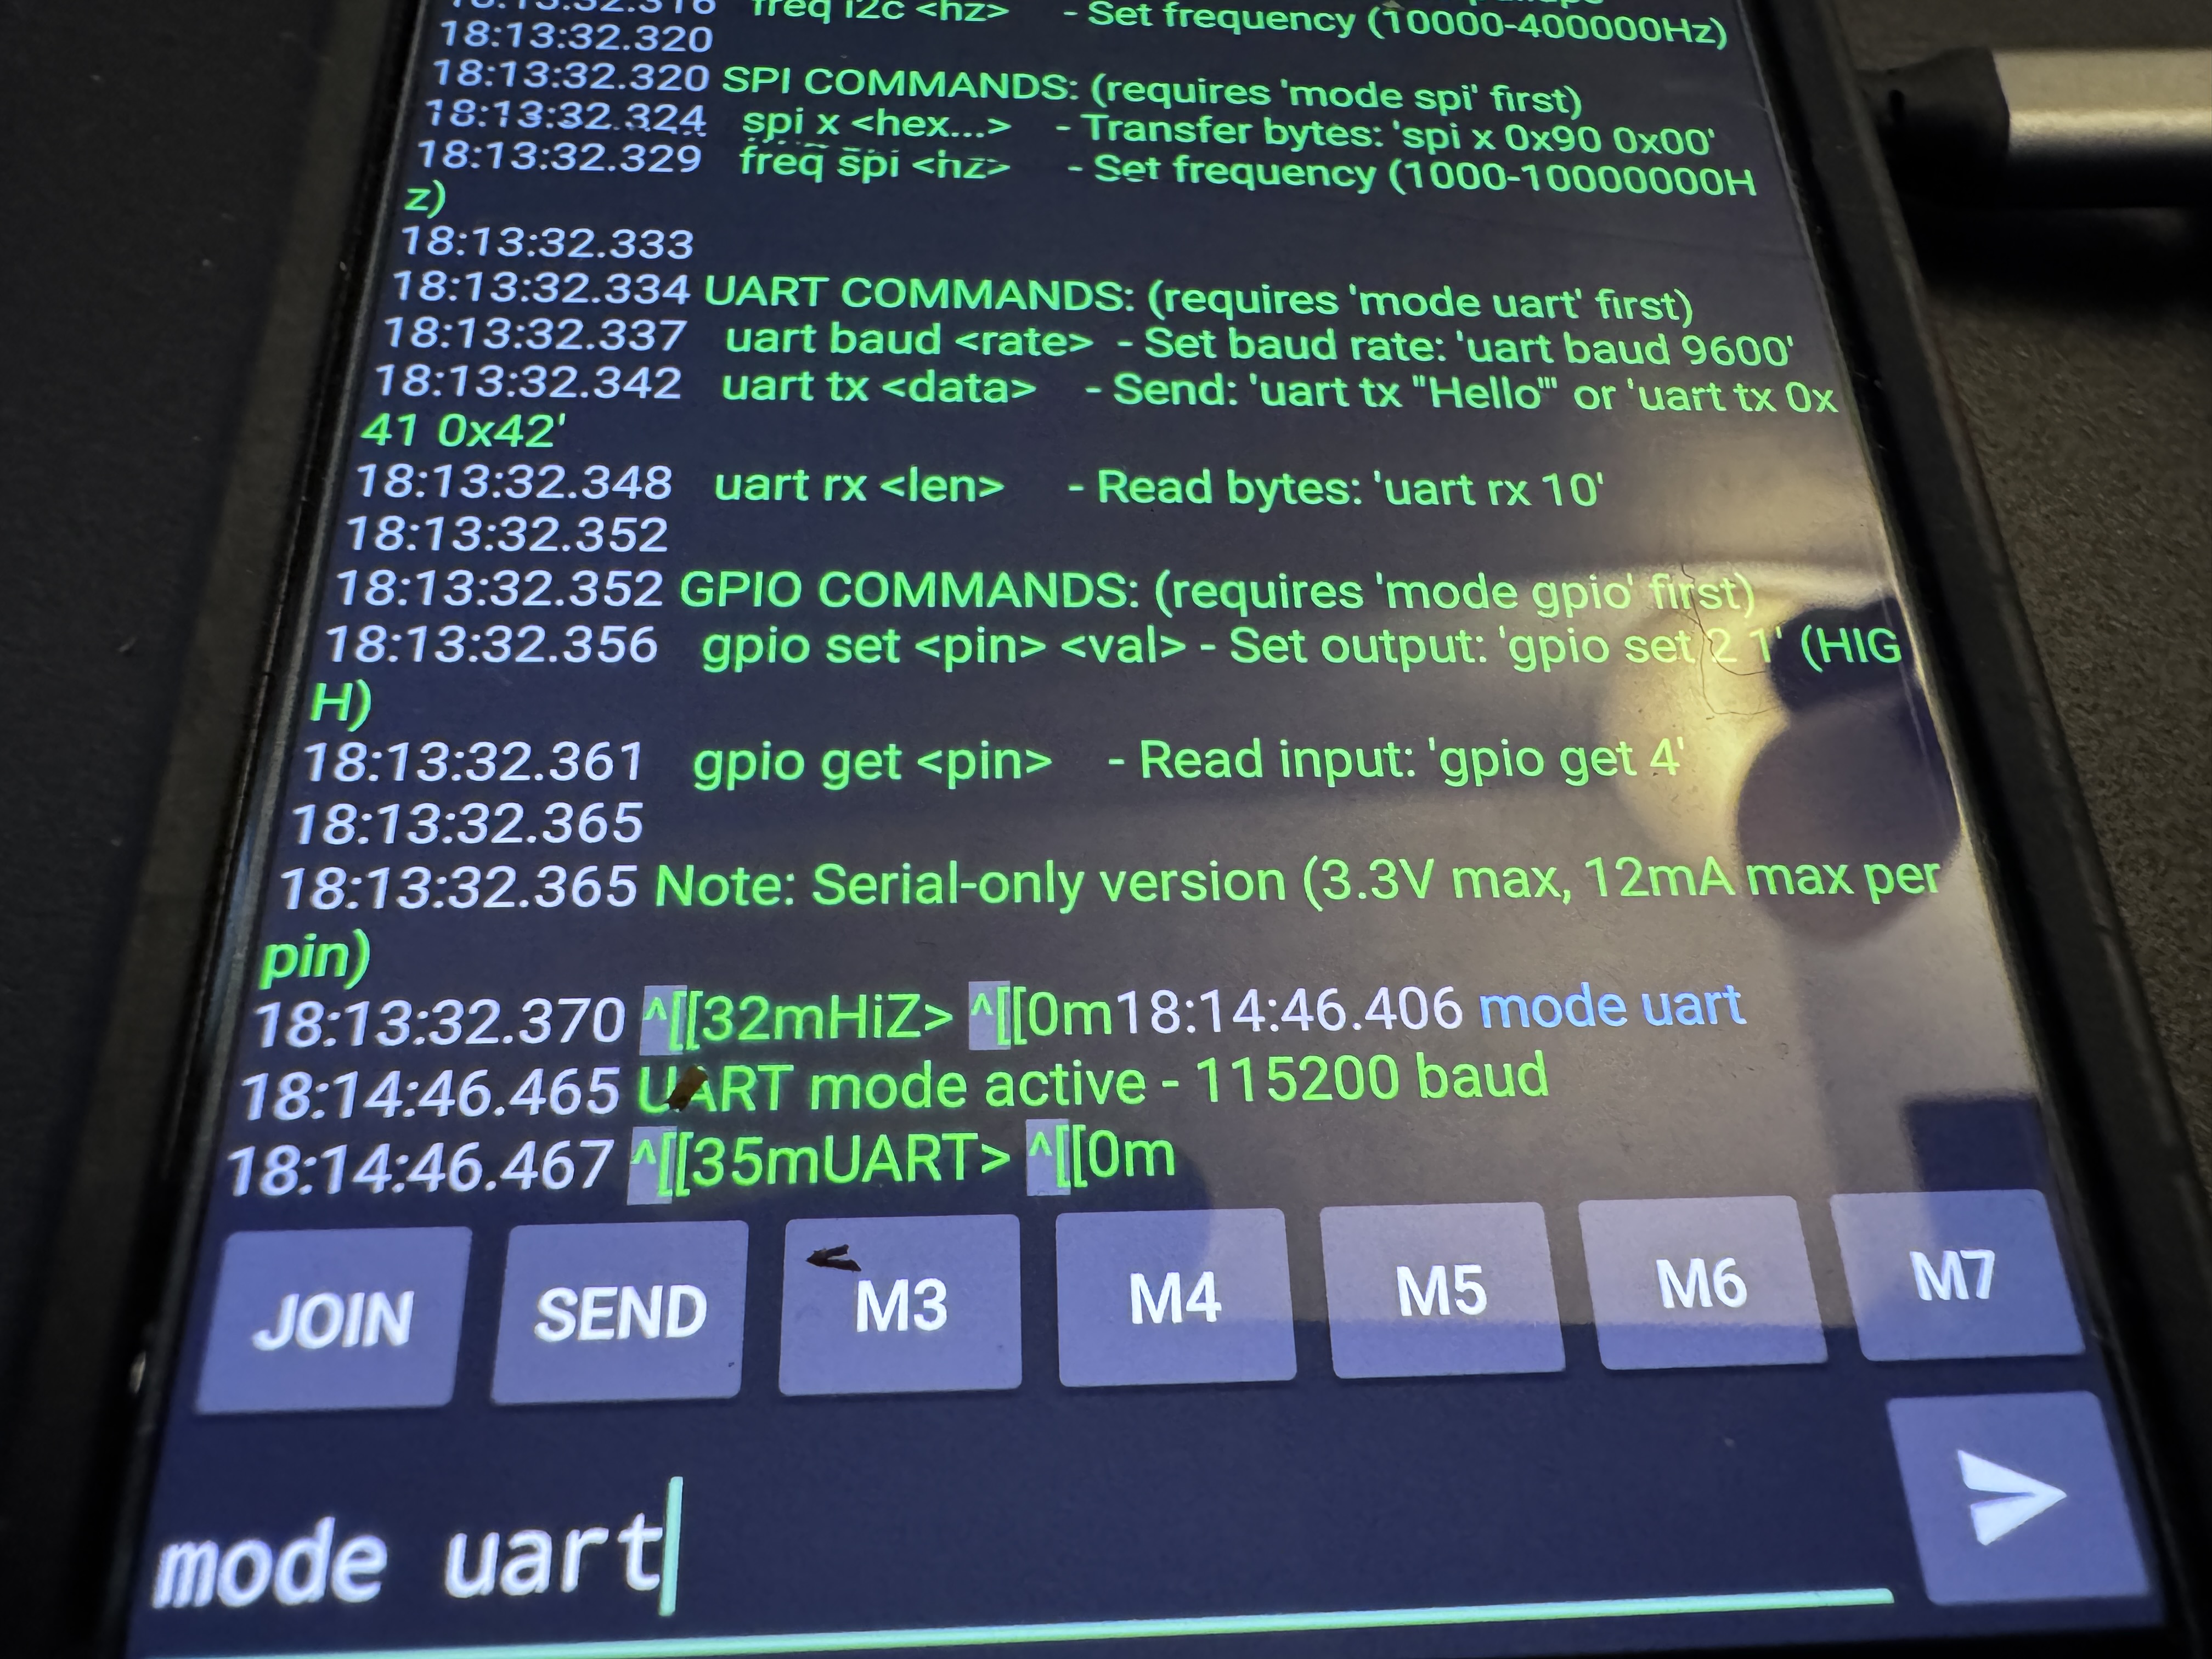 18:13:32.316 freq i2c <hz> - Set frequency (10000-400000Hz)
18:13:32.320
18:13:32.320 SPI COMMANDS: (requires 'mode spi' first)
18:13:32.324 spi x <hex...> - Transfer bytes: 'spi x 0x90 0x00'
18:13:32.329 freq spi <hz> - Set frequency (1000-10000000H
z)
18:13:32.333
18:13:32.334 UART COMMANDS: (requires 'mode uart' first)
18:13:32.337 uart baud <rate> - Set baud rate: 'uart baud 9600'
18:13:32.342 uart tx <data> - Send: 'uart tx "Hello"' or 'uart tx 0x
41 0x42'
18:13:32.348 uart rx <len> - Read bytes: 'uart rx 10'
18:13:32.352
18:13:32.352 GPIO COMMANDS: (requires 'mode gpio' first)
18:13:32.356 gpio set <pin> <val> - Set output: 'gpio set 2 1' (HIG
H)
18:13:32.361 gpio get <pin> - Read input: 'gpio get 4'
18:13:32.365
18:13:32.365 Note: Serial-only version (3.3V max, 12mA max per
pin)
18:13:32.370 ^[[32mHiZ> ^[[0m18:14:46.406 mode uart
18:14:46.465 UART mode active - 115200 baud
18:14:46.467 ^[[35mUART> ^[[0m
JOIN SEND M3 M4 M5 M6 M7
mode uart